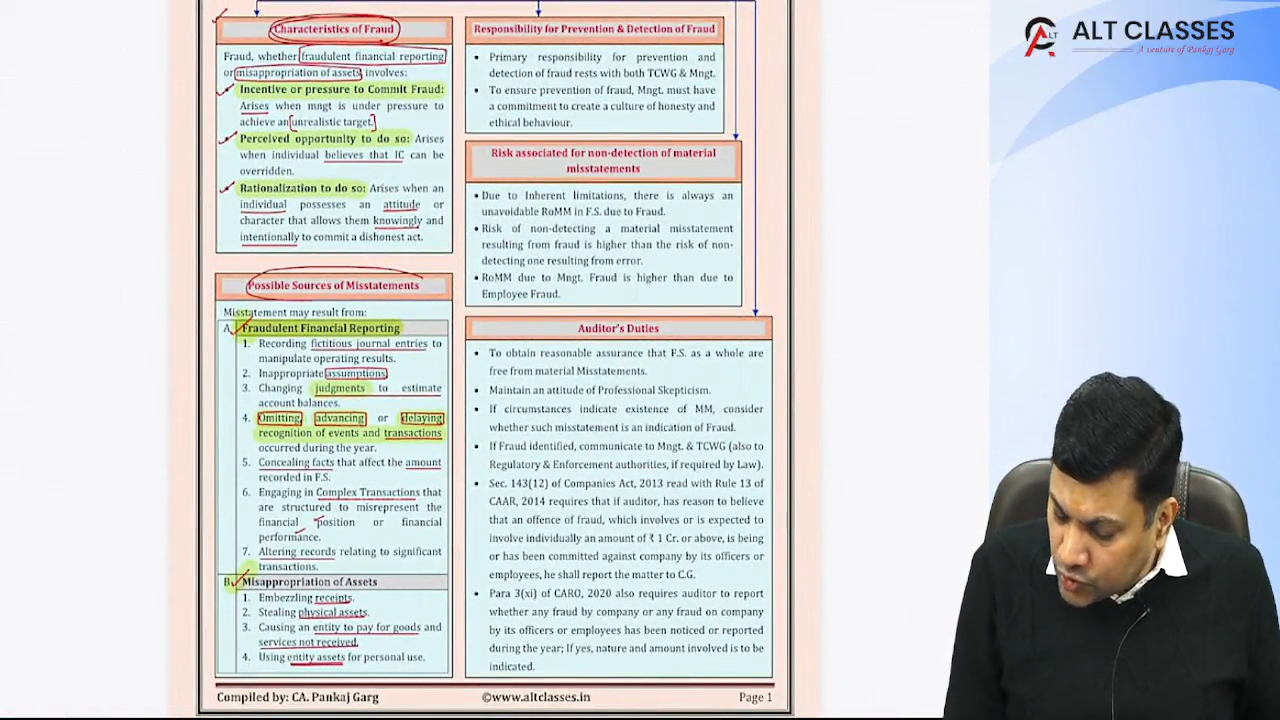 Characteristics of Fraud
Fraud, whether fraudulent financial reporting
or misappropriation of assets, involves:
Incentive or pressure to Commit Fraud:
Arises when mngt is under pressure to
achieve an unrealistic target.
Perceived opportunity to do so: Arises
when individual believes that IC can be
overridden.
Rationalization to do so: Arises when an
individual possesses an attitude or
character that allows them knowingly and
intentionally to commit a dishonest act.
Possible Sources of Misstatements
Misstatement may result from:
A. Fraudulent Financial Reporting
1. Recording fictitious journal entries to
manipulate operating results.
2. Inappropriate assumptions.
3. Changing judgments to estimate
account balances.
4. Omitting, advancing or delaying
recognition of events and transactions
occurred during the year.
5. Concealing facts that affect the amount
recorded in F.S.
6. Engaging in Complex Transactions that
are structured to misrepresent the
financial position or financial
performance.
7. Altering records relating to significant
transactions.
B. Misappropriation of Assets
1. Embezzling receipts.
2. Stealing physical assets.
3. Causing an entity to pay for goods and
services not received.
4. Using entity assets for personal use.
Responsibility for Prevention & Detection of Fraud
• Primary responsibility for prevention and
detection of fraud rests with both TCWG & Mngt.
• To ensure prevention of fraud, Mngt. must have
a commitment to create a culture of honesty and
ethical behaviour.
Risk associated for non-detection of material
misstatements
• Due to Inherent limitations, there is always an
unavoidable RoMM in F.S. due to Fraud.
• Risk of non-detecting a material misstatement
resulting from fraud is higher than the risk of non-
detecting one resulting from error.
• RoMM due to Mngt. Fraud is higher than due to
Employee Fraud.
Auditor's Duties
• To obtain reasonable assurance that F.S. as a whole are
free from material Misstatements.
• Maintain an attitude of Professional Skepticism.
• If circumstances indicate existence of MM, consider
whether such misstatement is an indication of Fraud.
• If Fraud identified, communicate to Mngt. & TCWG (also to
Regulatory & Enforcement authorities, if required by Law).
• Sec. 143(12) of Companies Act, 2013 read with Rule 13 of
CAAR, 2014 requires that if auditor, has reason to believe
that an offence of fraud, which involves or is expected to
involve individually an amount of ₹ 1 Cr. or above, is being
or has been committed against company by its officers or
employees, he shall report the matter to C.G.
• Para 3(xi) of CARO, 2020 also requires auditor to report
whether any fraud by company or any fraud on company
by its officers or employees has been noticed or reported
during the year; If yes, nature and amount involved is to be
indicated.
Compiled by: CA. Pankaj Garg ©www.altclasses.in Page 1
ALT
ALT CLASSES
A venture of Pankaj Garg